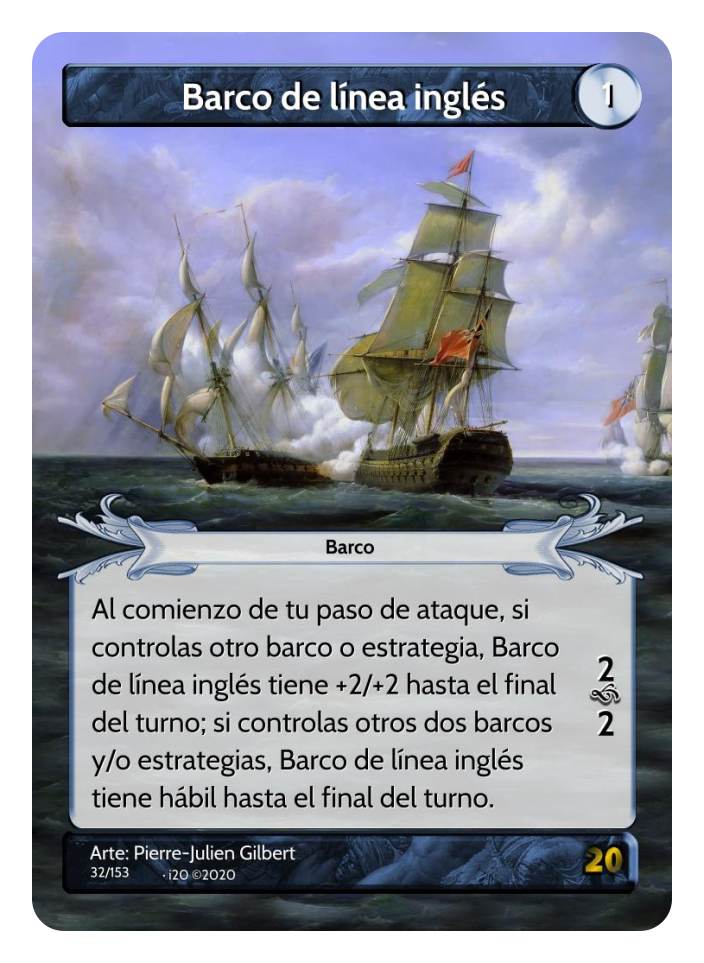 Barco de línea inglés
1
Barco
Al comienzo de tu paso de ataque, si
controlas otro barco o estrategia, Barco
de línea inglés tiene +2/+2 hasta el final
del turno; si controlas otros dos barcos
y/o estrategias, Barco de línea inglés
tiene hábil hasta el final del turno.
2
2
Arte: Pierre-Julien Gilbert
32/153 · i20 ©2020
20